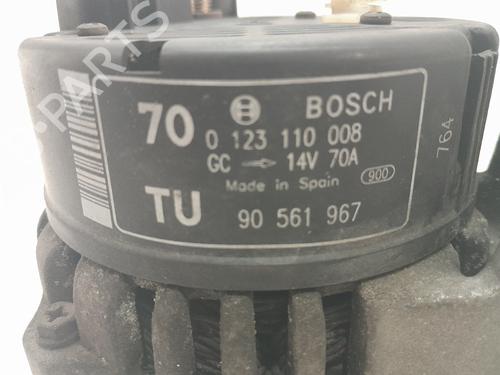 PARTS
70 BOSCH
0 123 110 008
GC 14V 70A
Made in Spain 900
TU 90 561 967
764